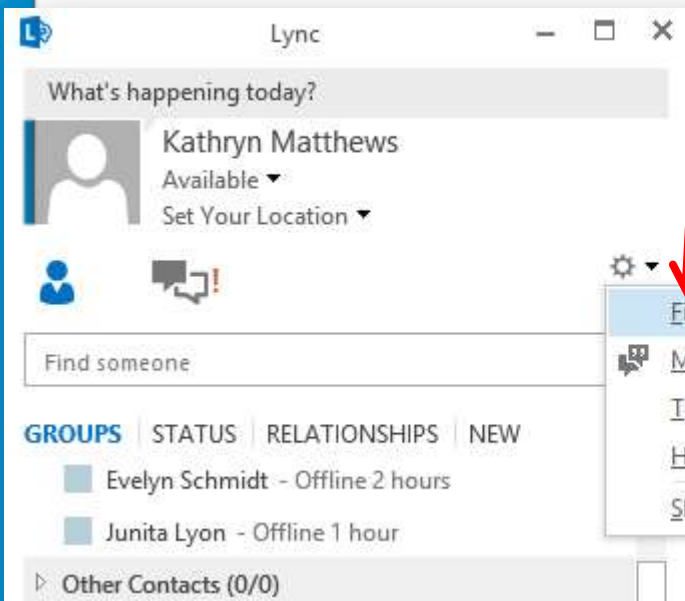 Lync
What's happening today?
Kathryn Matthews
Available
Set Your Location
Find someone
GROUPS STATUS RELATIONSHIPS NEW
Evelyn Schmidt - Offline 2 hours
Junita Lyon - Offline 1 hour
Other Contacts (0/0)